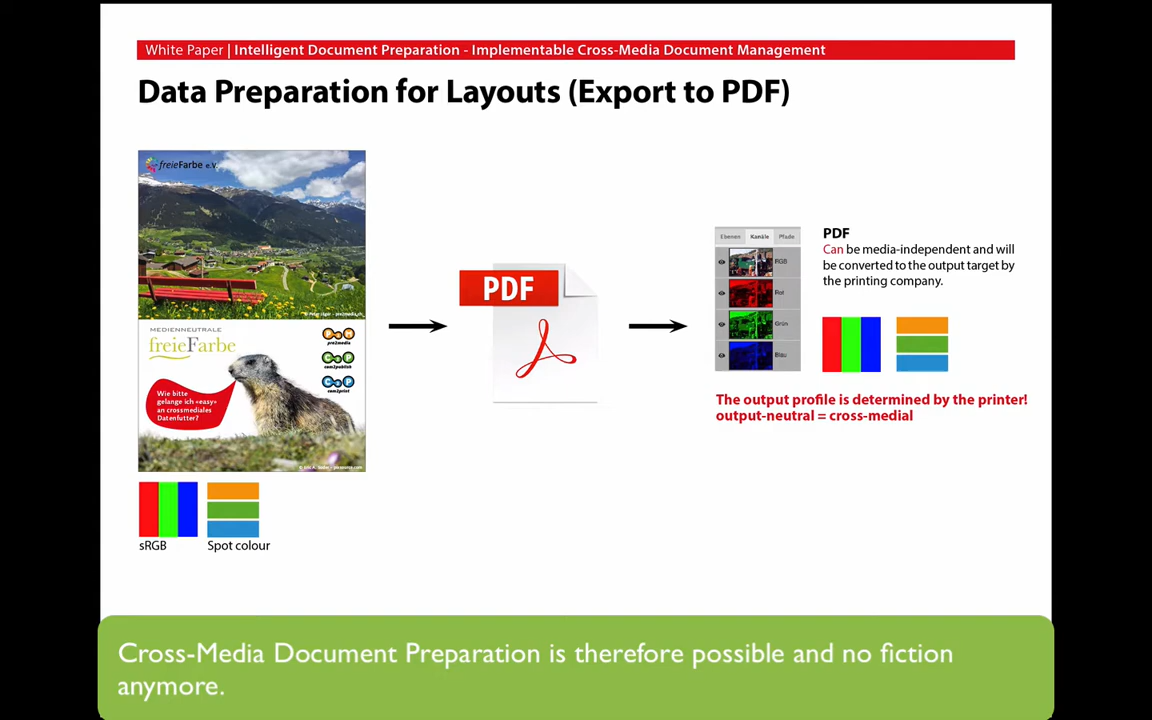 White Paper | Intelligent Document Preparation - Implementable Cross-Media Document Management
Data Preparation for Layouts (Export to PDF)
freieFarbe e.V.
MEDIENNEUTRALE
freieFarbe
pre2media
com2publish
com2print
Wie bitte
gelange ich «easy»
an crossmediales
Datenfutter?
sRGB
Spot colour
PDF
Ebenen Kanäle Pfade
RGB
Rot
Grün
Blau
PDF
Can be media-independent and will
be converted to the output target by
the printing company.
The output profile is determined by the printer!
output-neutral = cross-medial
Cross-Media Document Preparation is therefore possible and no fiction
anymore.